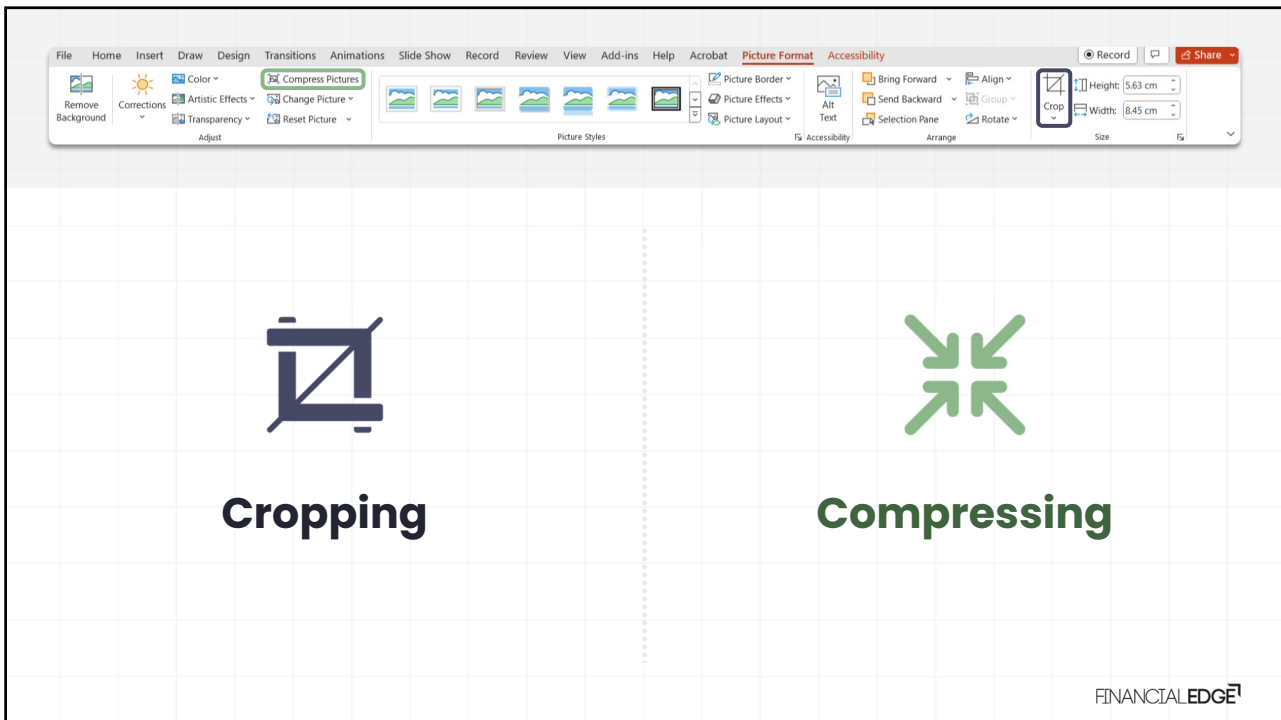 File Home Insert Draw Design Transitions Animations Slide Show Record Review View Add-ins Help Acrobat Picture Format Accessibility Record Share
Remove Background
Corrections
Color
Artistic Effects
Transparency
Compress Pictures
Change Picture
Reset Picture
Adjust
Picture Styles
Picture Border
Picture Effects
Picture Layout
Alt Text
Accessibility
Bring Forward
Send Backward
Selection Pane
Align
Group
Rotate
Arrange
Crop
Height: 5.63 cm
Width: 8.45 cm
Size
Cropping
Compressing
FINANCIALEDGE